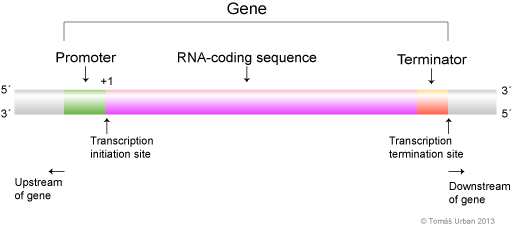 Gene
Promoter
RNA-coding sequence
Terminator
+1
5´
3´
3´
5´
Transcription
initiation site
Transcription
termination site
Upstream
of gene
Downstream
of gene
© Tomáš Urban 2013